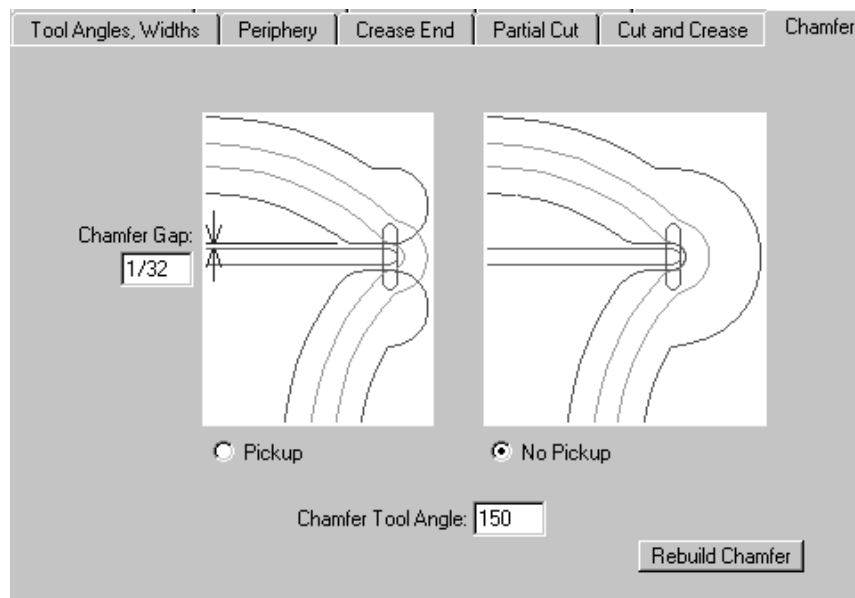 Tool Angles, Widths Periphery Crease End Partial Cut Cut and Crease Chamfer
Chamfer Gap:
1/32
Pickup No Pickup
Chamfer Tool Angle: 150
Rebuild Chamfer